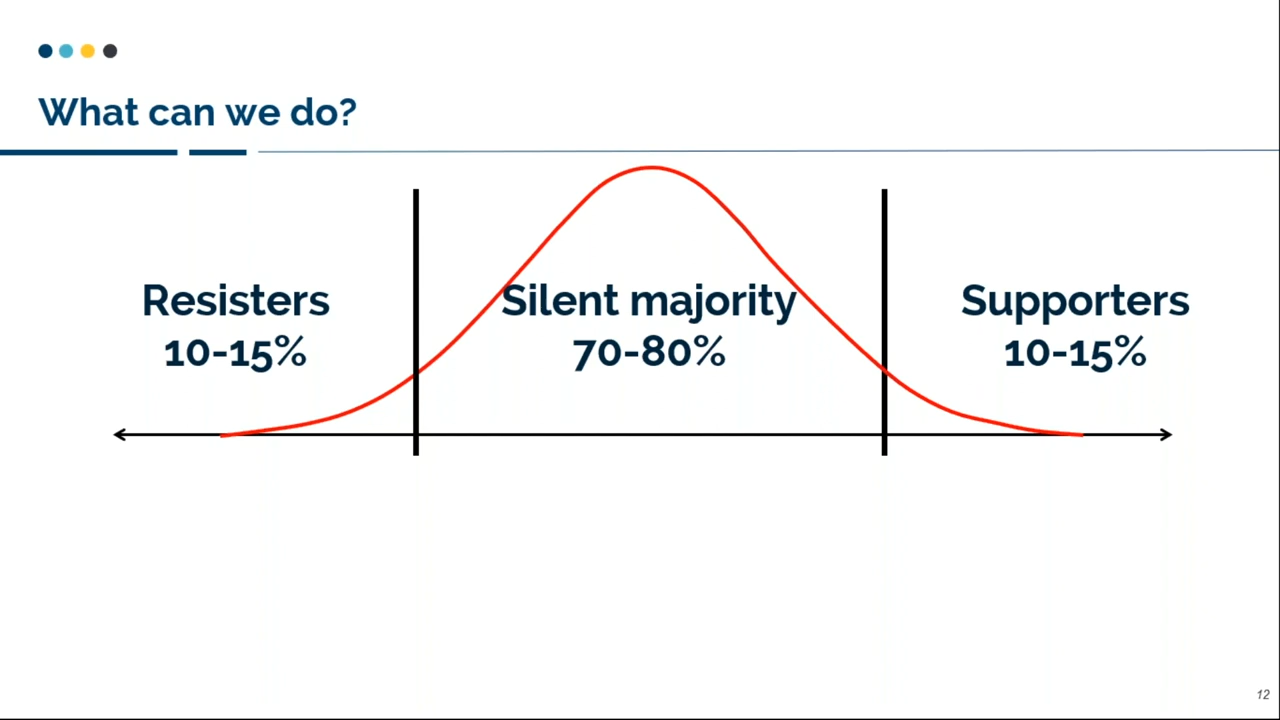 What can we do?
Resisters
10-15%
Silent majority
70-80%
Supporters
10-15%
12